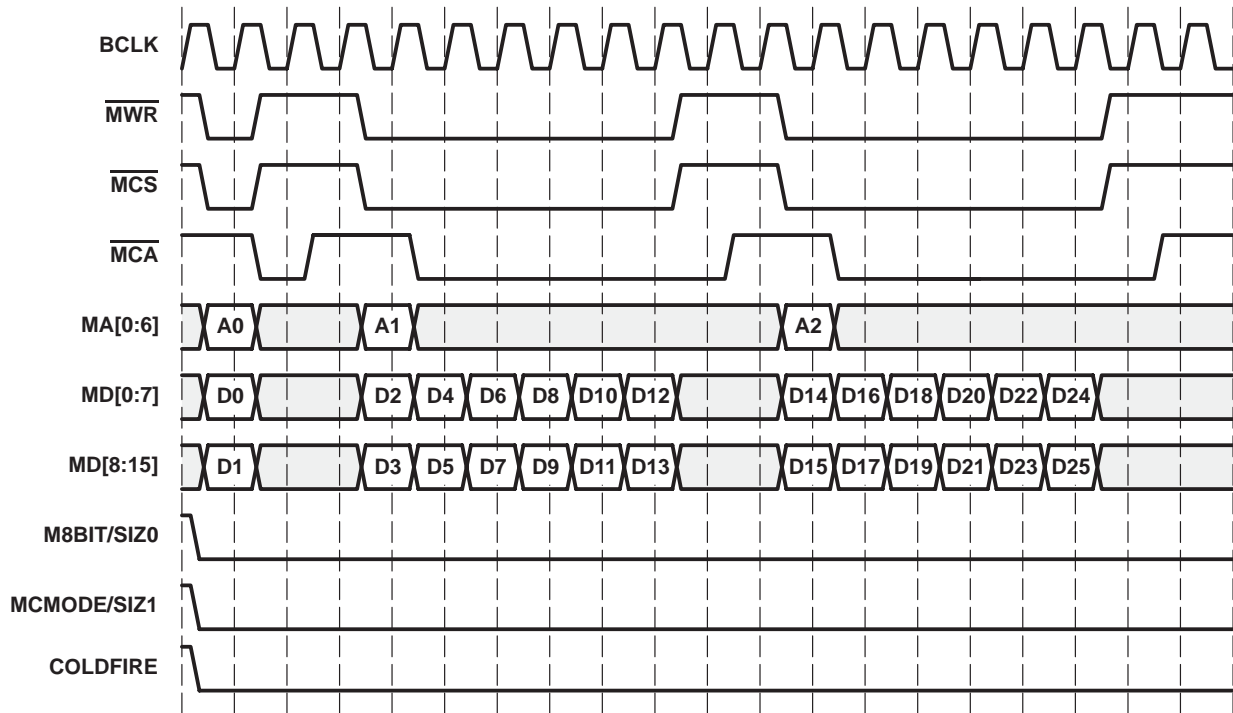 BCLK
MWR
MCS
MCA
MA[0:6] A0 A1 A2
MD[0:7] D0 D2 D4 D6 D8 D10 D12 D14 D16 D18 D20 D22 D24
MD[8:15] D1 D3 D5 D7 D9 D11 D13 D15 D17 D19 D21 D23 D25
M8BIT/SIZ0
MCMODE/SIZ1
COLDFIRE